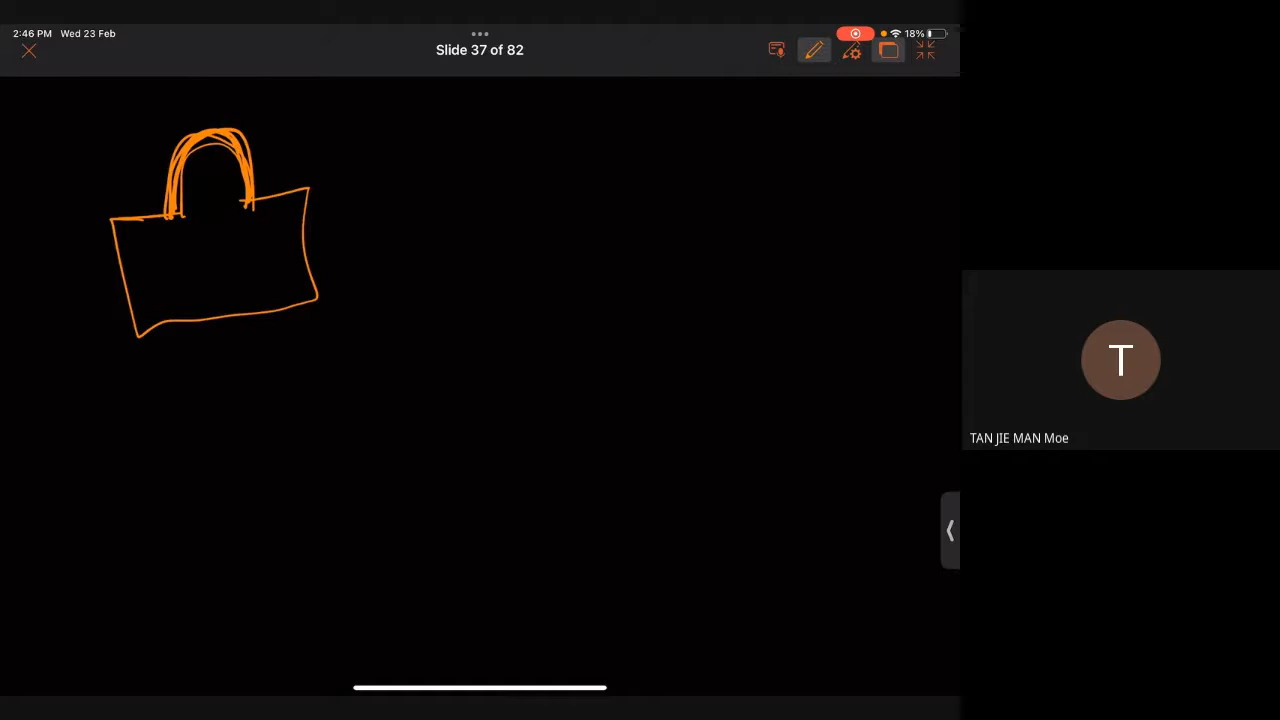 2:46 PM Wed 23 Feb
18%
Slide 37 of 82
T
TAN JIE MAN Moe